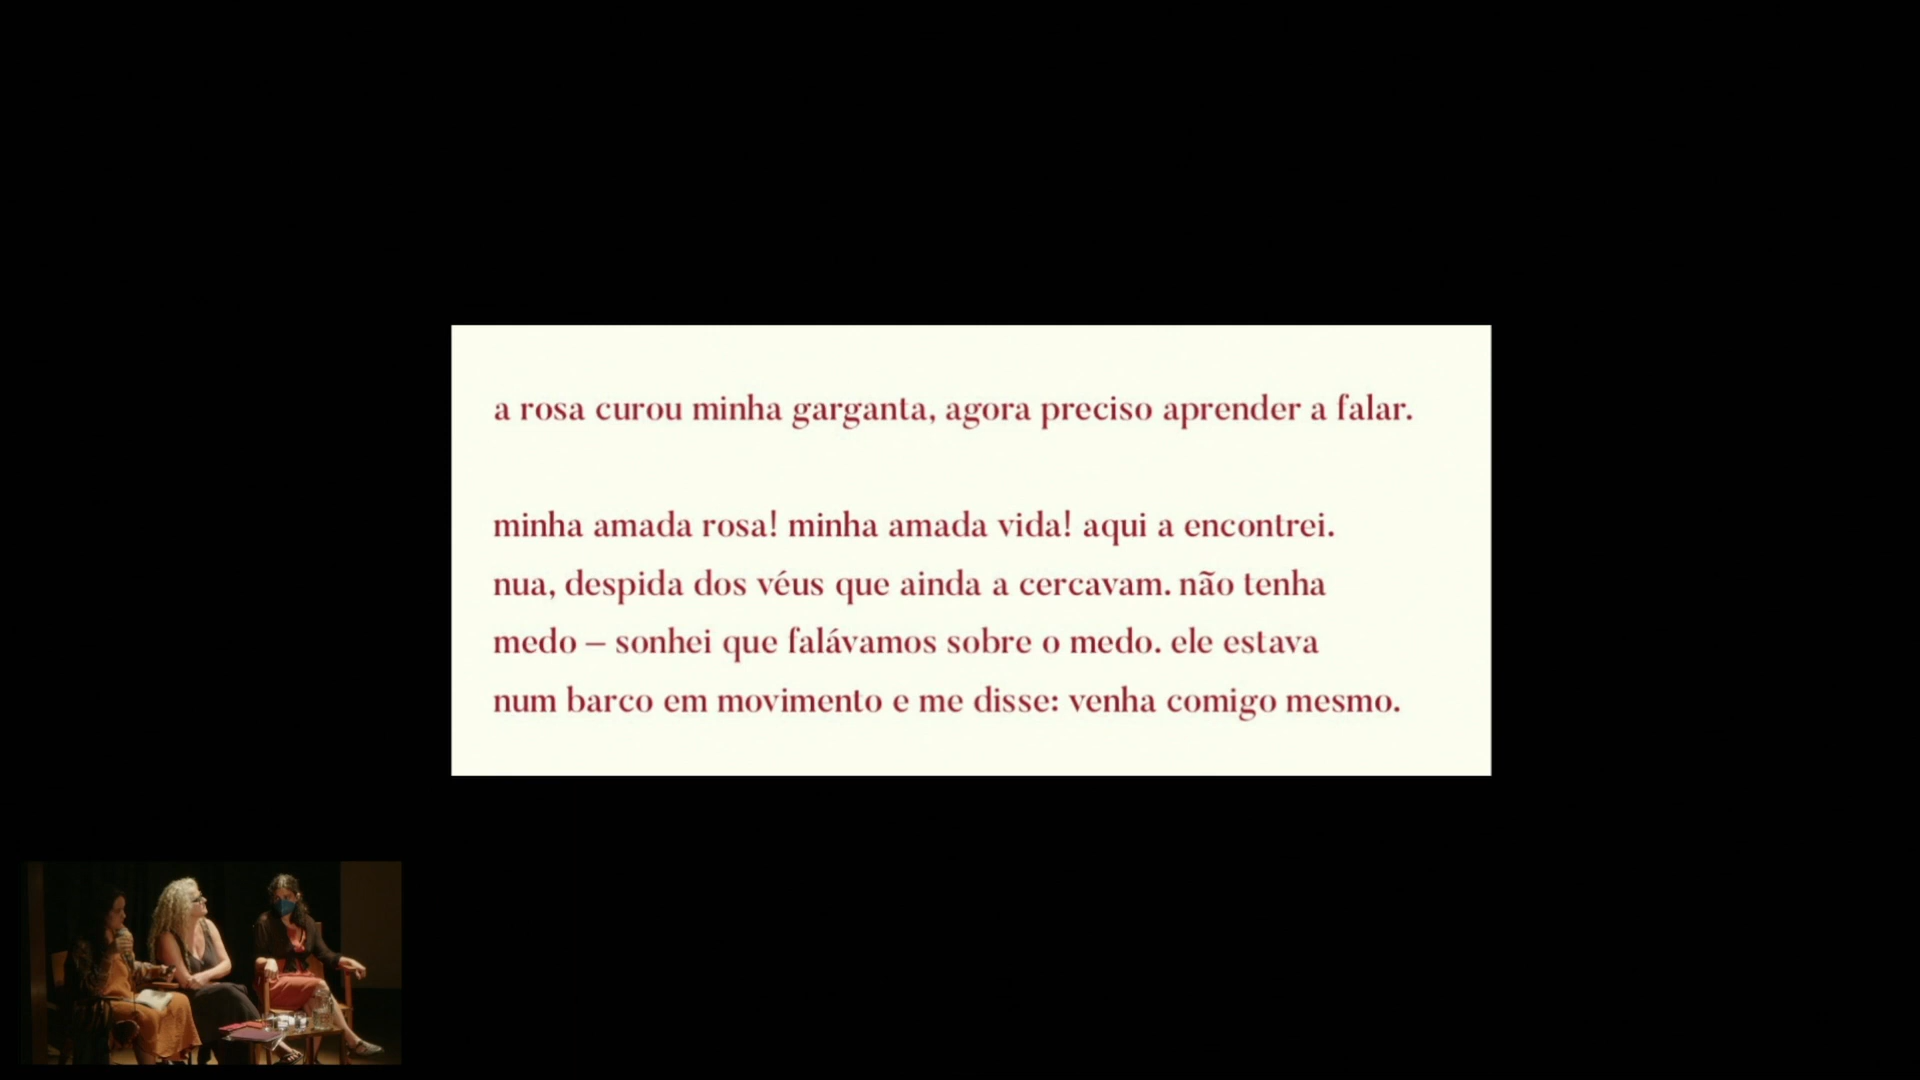 a rosa curou minha garganta, agora preciso aprender a falar.
minha amada rosa! minha amada vida! aqui a encontrei.
nua, despida dos véus que ainda a cercavam. não tenha
medo – sonhei que falávamos sobre o medo. ele estava
num barco em movimento e me disse: venha comigo mesmo.